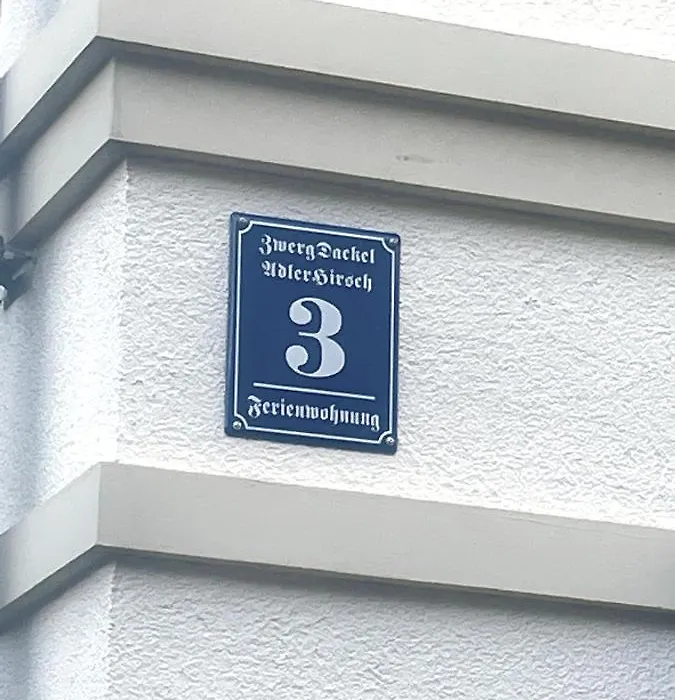 ZwergDackel
AdlerHirsch
3
Ferienwohnung